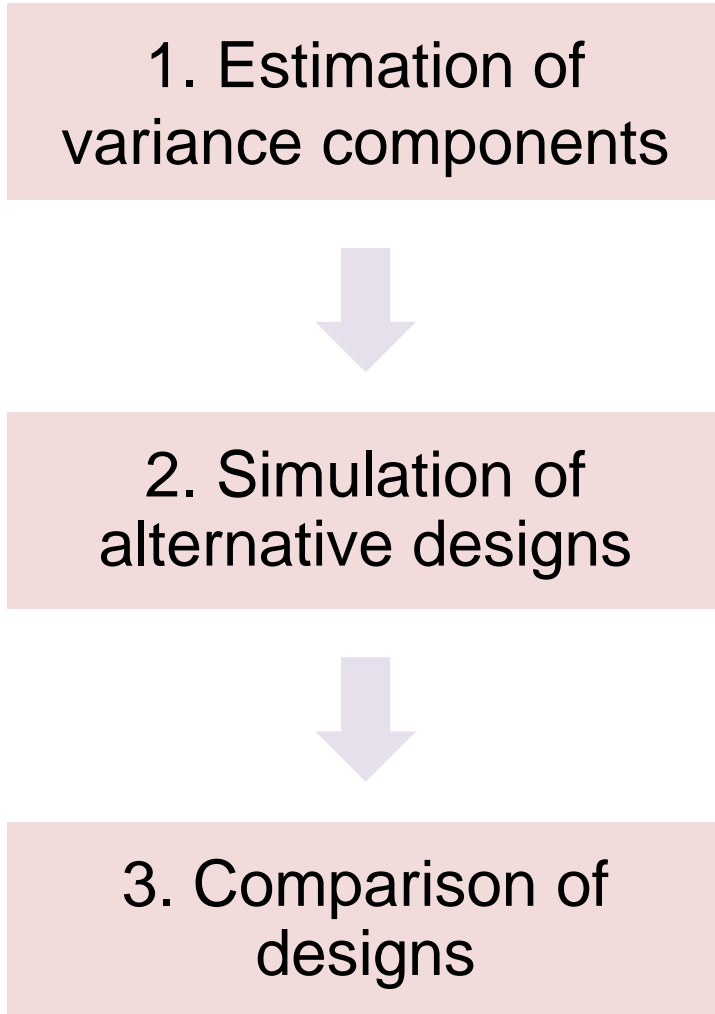 1. Estimation of
variance components
2. Simulation of
alternative designs
3. Comparison of
designs